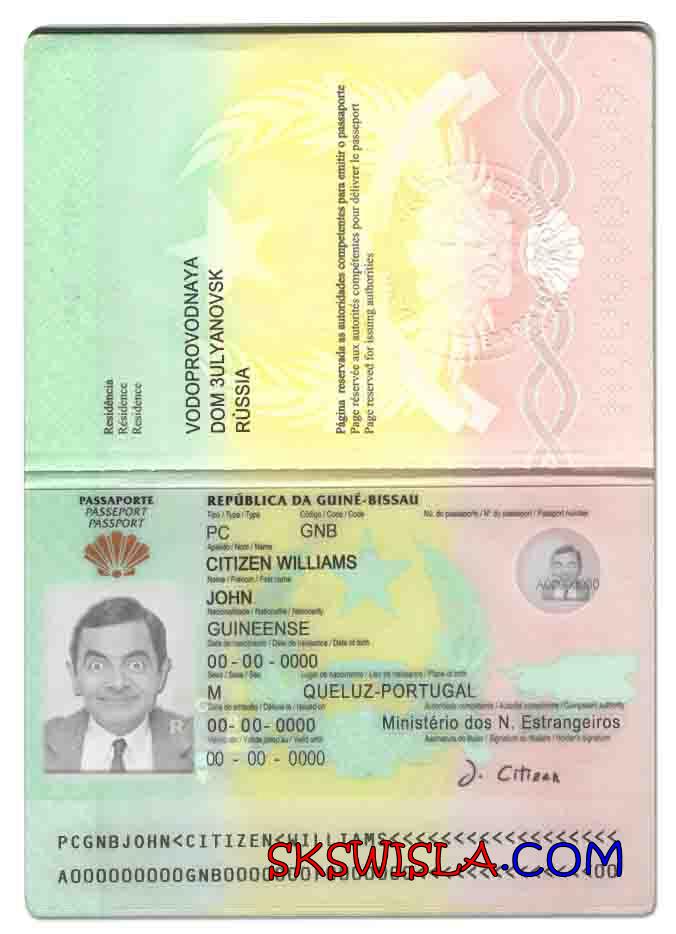 Residência
Résidence
Residence
VODOPROVODNAYA
DOM 3ULYANOVSK
RUSSIA
Página reservada as autoridades competentes para emitir o passaporte
Page réservée aux autorités compétentes pour délivrer le passeport
Page reserved for issuing authorities
PASSAPORTE
PASSEPORT
PASSPORT
REPÚBLICA DA GUINÉ-BISSAU
Tipo / Type / Type Código / Code / Code No. do passaporte / N° du passeport / Passport number
PC GNB
Apelido / Nom / Name
CITIZEN WILLIAMS
Nome / Prénom / First name
JOHN
Nacionalidade / Nationalité / Nationality
GUINEENSE
Data de nascimento / Date de naissance / Date of birth
00-00-0000
Sexo / Sexe / Sex Lugar de nascimento / Lieu de naissance / Place of birth
M QUELUZ-PORTUGAL
Data de emissão / Délivré le / Issued on Autoridade competente / Autorité compétente / Competent authority
00-00-0000 Ministério dos N. Estrangeiros
Válido até / Valide jusqu'au / Valid until Assinatura do titular / Signature du titulaire / Holder's signature
00 - 00 - 0000
J. Citizen
R
PCGNBJOHN<CITIZEN<WILLIAMS<<<<<<<<<<<<<<<<<<
SKSWISLA.COM